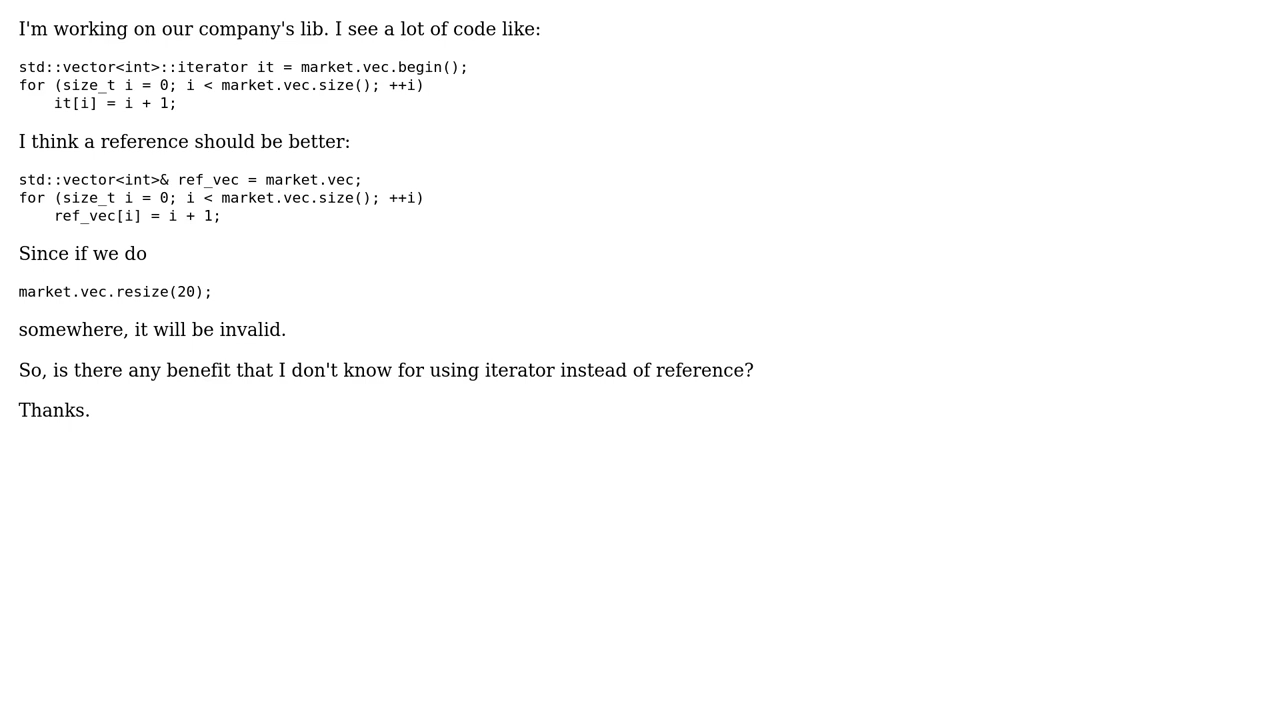 I'm working on our company's lib. I see a lot of code like:
std::vector<int>::iterator it = market.vec.begin();
for (size_t i = 0; i < market.vec.size(); ++i)
    it[i] = i + 1;
I think a reference should be better:
std::vector<int>& ref_vec = market.vec;
for (size_t i = 0; i < market.vec.size(); ++i)
    ref_vec[i] = i + 1;
Since if we do
market.vec.resize(20);
somewhere, it will be invalid.
So, is there any benefit that I don't know for using iterator instead of reference?
Thanks.